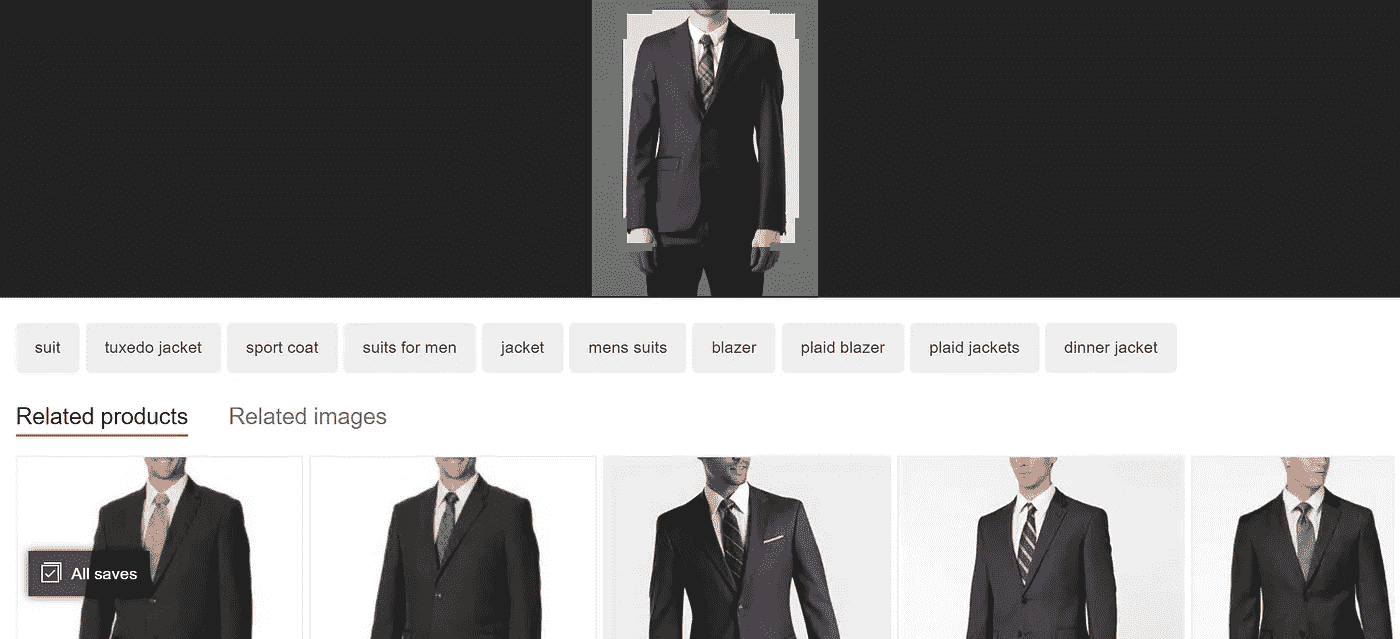 suit tuxedo jacket sport coat suits for men jacket mens suits blazer plaid blazer plaid jackets dinner jacket
Related products Related images
All saves